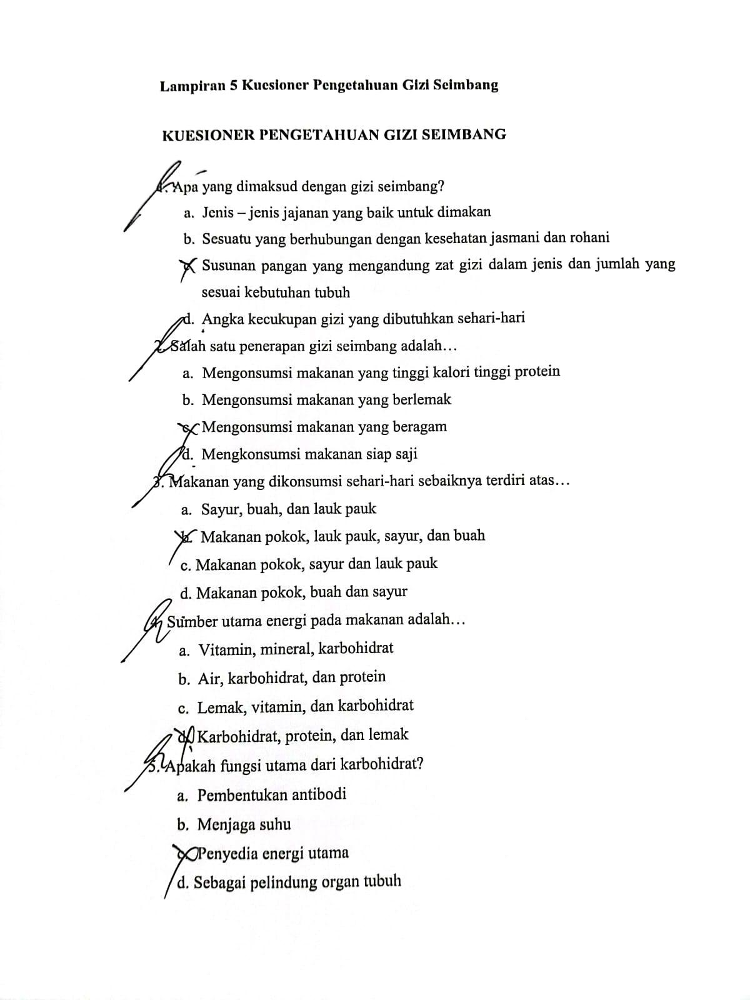 Lampiran 5 Kuesioner Pengetahuan Gizi Seimbang
KUESIONER PENGETAHUAN GIZI SEIMBANG
1. Apa yang dimaksud dengan gizi seimbang?
a. Jenis – jenis jajanan yang baik untuk dimakan
b. Sesuatu yang berhubungan dengan kesehatan jasmani dan rohani
Susunan pangan yang mengandung zat gizi dalam jenis dan jumlah yang
sesuai kebutuhan tubuh
d. Angka kecukupan gizi yang dibutuhkan sehari-hari
2. Salah satu penerapan gizi seimbang adalah…
a. Mengonsumsi makanan yang tinggi kalori tinggi protein
b. Mengonsumsi makanan yang berlemak
c. Mengonsumsi makanan yang beragam
d. Mengkonsumsi makanan siap saji
3. Makanan yang dikonsumsi sehari-hari sebaiknya terdiri atas…
a. Sayur, buah, dan lauk pauk
b. Makanan pokok, lauk pauk, sayur, dan buah
c. Makanan pokok, sayur dan lauk pauk
d. Makanan pokok, buah dan sayur
4. Sumber utama energi pada makanan adalah…
a. Vitamin, mineral, karbohidrat
b. Air, karbohidrat, dan protein
c. Lemak, vitamin, dan karbohidrat
d. Karbohidrat, protein, dan lemak
5. Apakah fungsi utama dari karbohidrat?
a. Pembentukan antibodi
b. Menjaga suhu
Penyedia energi utama
d. Sebagai pelindung organ tubuh